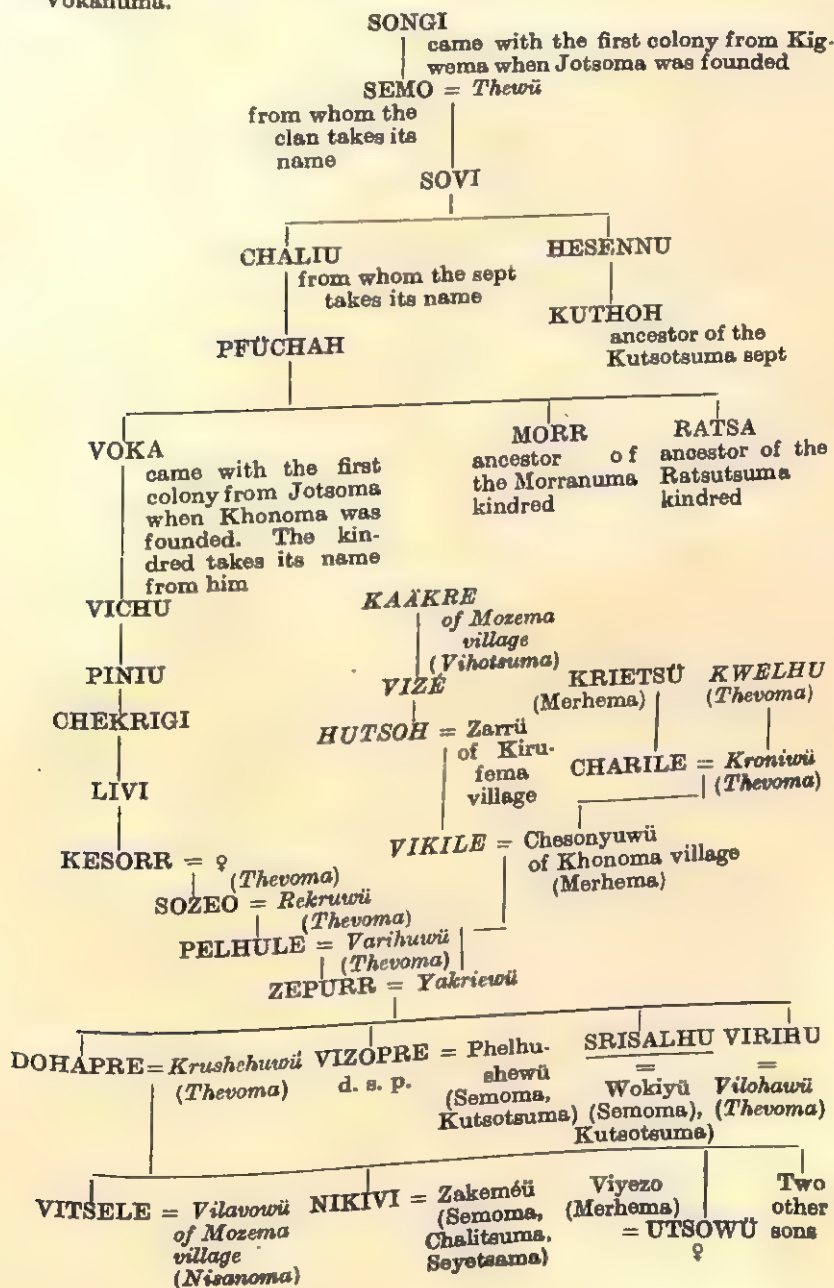 Vokanuma.
SONGI
came with the first colony from Kig-
wema when Jotsoma was founded
SEMO = Thewü
from whom the
clan takes its
name
SOVI
CHALIU
from whom the sept
takes its name
HESENNU
KUTHOH
ancestor of the
Kutsotsuma sept
PFÜCHAH
VOKA
came with the first
colony from Jotsoma
when Khonoma was
founded. The kin-
dred takes its name
from him
MORR
ancestor of
the Morranuma
kindred
RATSA
ancestor of the
Ratsutsuma
kindred
VICHU
PINIU
CHEKRIGI
LIVI
KAÄKRE
of Mozema
village
(Vihotsuma)
VIZÉ
HUTSOH = Zarrü
of Kiru-
fema
village
KRIETSÜ
(Merhema)
KWELHU
(Thevoma)
CHARILE = Kroniwü
(Thevoma)
VIKILE = Chesonyuwü
of Khonoma village
(Merhema)
KESORR = ♀
(Thevoma)
SOZEO = Rekruwü
(Thevoma)
PELHULE = Varihuwü
(Thevoma)
ZEPURR = Yakriewü
DOHAPRE = Krushehuwü
(Thevoma)
VIZOPRE = Phelhu-
d. s. p. shewü
(Semoma,
Kutsotsuma)
SRISALHU
=
Wokiyü
(Semoma),
Kutsotsuma)
VIRIHU
=
Vilohawü
(Thevoma)
VITSELE = Vilavowü
of Mozema
village
(Nisanoma)
NIKIVI = Zakeméü
(Semoma,
Chalitsuma,
Seyetsama)
Viyezo
(Merhema)
= UTSOWÜ
♀
Two
other
sons